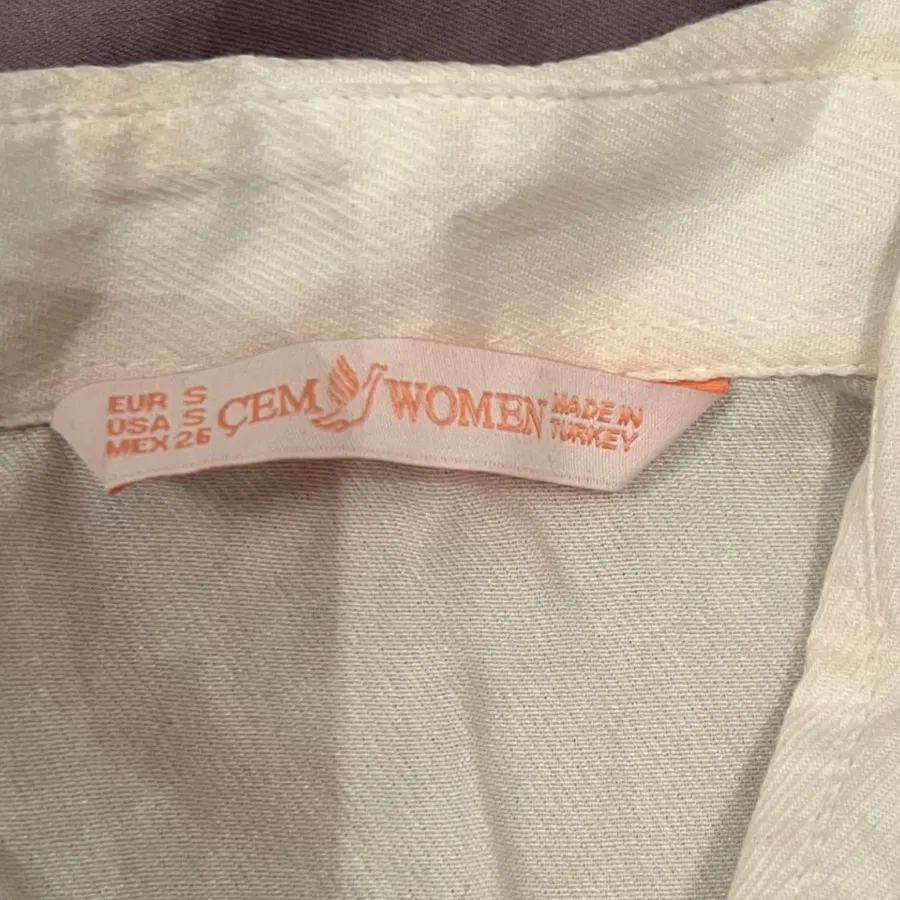 EUR S
USA S
MEX 26
ÇEM WOMEN
MADE IN
TURKEY